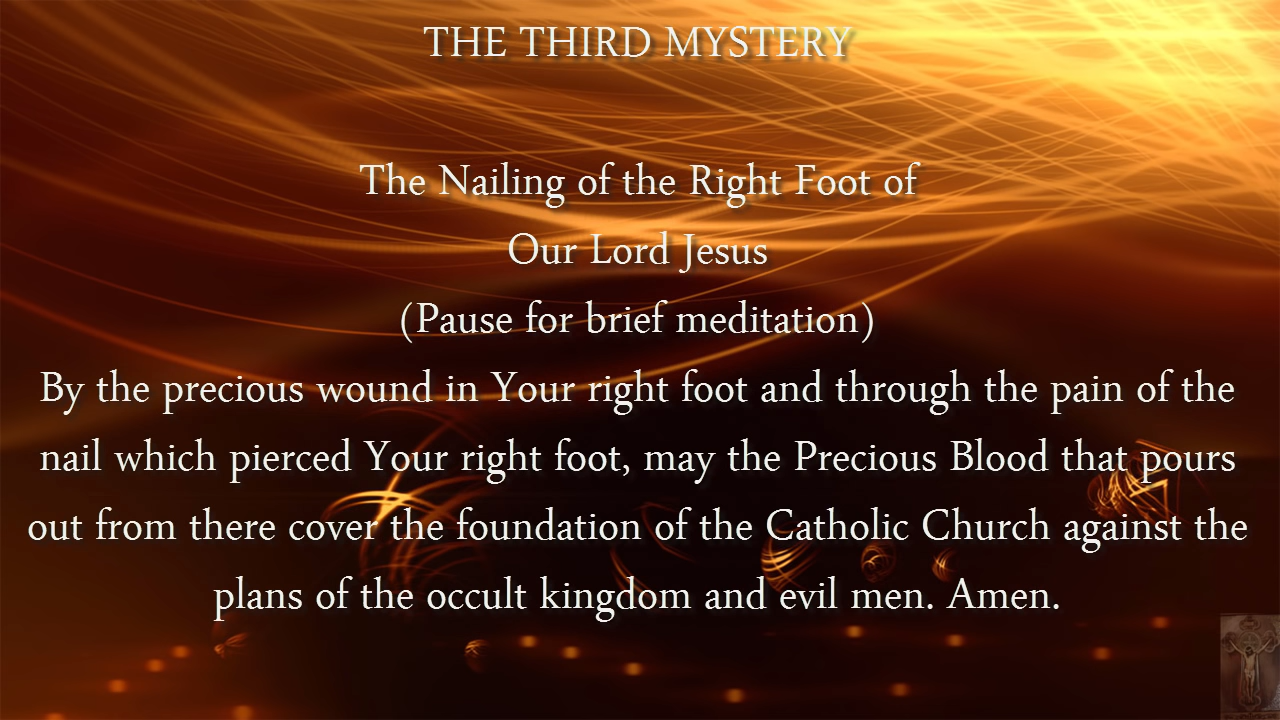 THE THIRD MYSTERY
The Nailing of the Right Foot of
Our Lord Jesus
(Pause for brief meditation)
By the precious wound in Your right foot and through the pain of the
nail which pierced Your right foot, may the Precious Blood that pours
out from there cover the foundation of the Catholic Church against the
plans of the occult kingdom and evil men. Amen.